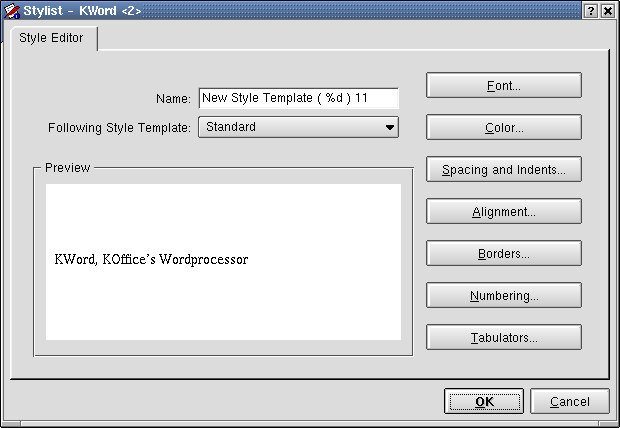 Stylist - KWord <2>
Style Editor
Name: New Style Template ( %d ) 11
Following Style Template: Standard
Preview
KWord, KOffice's Wordprocessor
Font...
Color...
Spacing and Indents...
Alignment...
Borders...
Numbering...
Tabulators...
OK Cancel